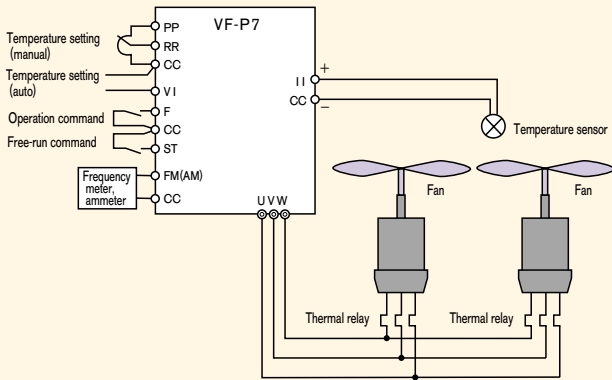 VF-P7
Temperature setting
(manual)
PP
RR
CC
Temperature setting
(auto)
VI
Operation command
F
CC
Free-run command
ST
Frequency
meter,
ammeter
FM(AM)
CC
U V W
II
+
CC
−
Temperature sensor
Fan
Fan
Thermal relay
Thermal relay